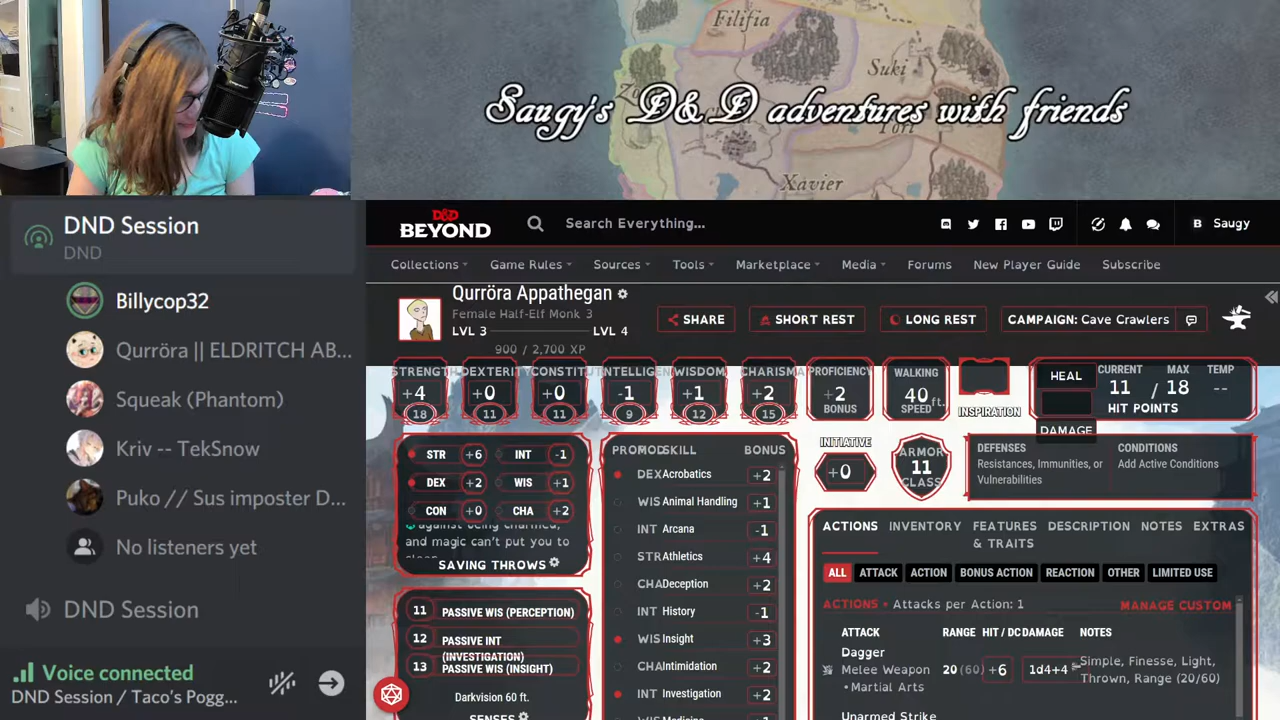 Filifia
Suki
Saugy's D&D adventures with friends
Tori
Xavier
DND Session
DND
Billycop32
Qurröra || ELDRITCH AB...
Squeak (Phantom)
Kriv -- TekSnow
Puko // Sus imposter D...
No listeners yet
DND Session
Voice connected
DND Session / Taco's Pogg...
D&D
BEYOND
Search Everything...
B Saugy
Collections
Game Rules
Sources
Tools
Marketplace
Media
Forums
New Player Guide
Subscribe
Qurröra Appathegan
Female Half-Elf Monk 3
LVL 3
LVL 4
900 / 2,700 XP
SHARE
SHORT REST
LONG REST
CAMPAIGN: Cave Crawlers
STRENGTH
+4
18
DEXTERITY
+0
11
CONSTITUT
+0
11
INTELLIGEN
-1
9
WISDOM
+1
12
CHARISMA
+2
15
PROFICIENCY
+2
BONUS
WALKING
40 ft.
SPEED
INSPIRATION
HEAL
DAMAGE
CURRENT
11
/
MAX
18
TEMP
--
HIT POINTS
STR +6
INT -1
DEX +2
WIS +1
CON +0
CHA +2
against being charmed,
and magic can't put you to
SAVING THROWS
11 PASSIVE WIS (PERCEPTION)
12 PASSIVE INT
(INVESTIGATION)
13 PASSIVE WIS (INSIGHT)
Darkvision 60 ft.
SENSES
PROF MOD SKILL BONUS
DEX Acrobatics +2
WIS Animal Handling +1
INT Arcana -1
STR Athletics +4
CHA Deception +2
INT History -1
WIS Insight +3
CHA Intimidation +2
INT Investigation +2
WIS Medicine +1
INITIATIVE
+0
ARMOR
11
CLASS
DEFENSES
Resistances, Immunities, or
Vulnerabilities
CONDITIONS
Add Active Conditions
ACTIONS
INVENTORY
FEATURES
& TRAITS
DESCRIPTION
NOTES
EXTRAS
ALL
ATTACK
ACTION
BONUS ACTION
REACTION
OTHER
LIMITED USE
ACTIONS • Attacks per Action: 1
MANAGE CUSTOM
ATTACK RANGE HIT / DC DAMAGE NOTES
Dagger
Melee Weapon
• Martial Arts
20 (60)
+6
1d4+4
Simple, Finesse, Light,
Thrown, Range (20/60)
Unarmed Strike